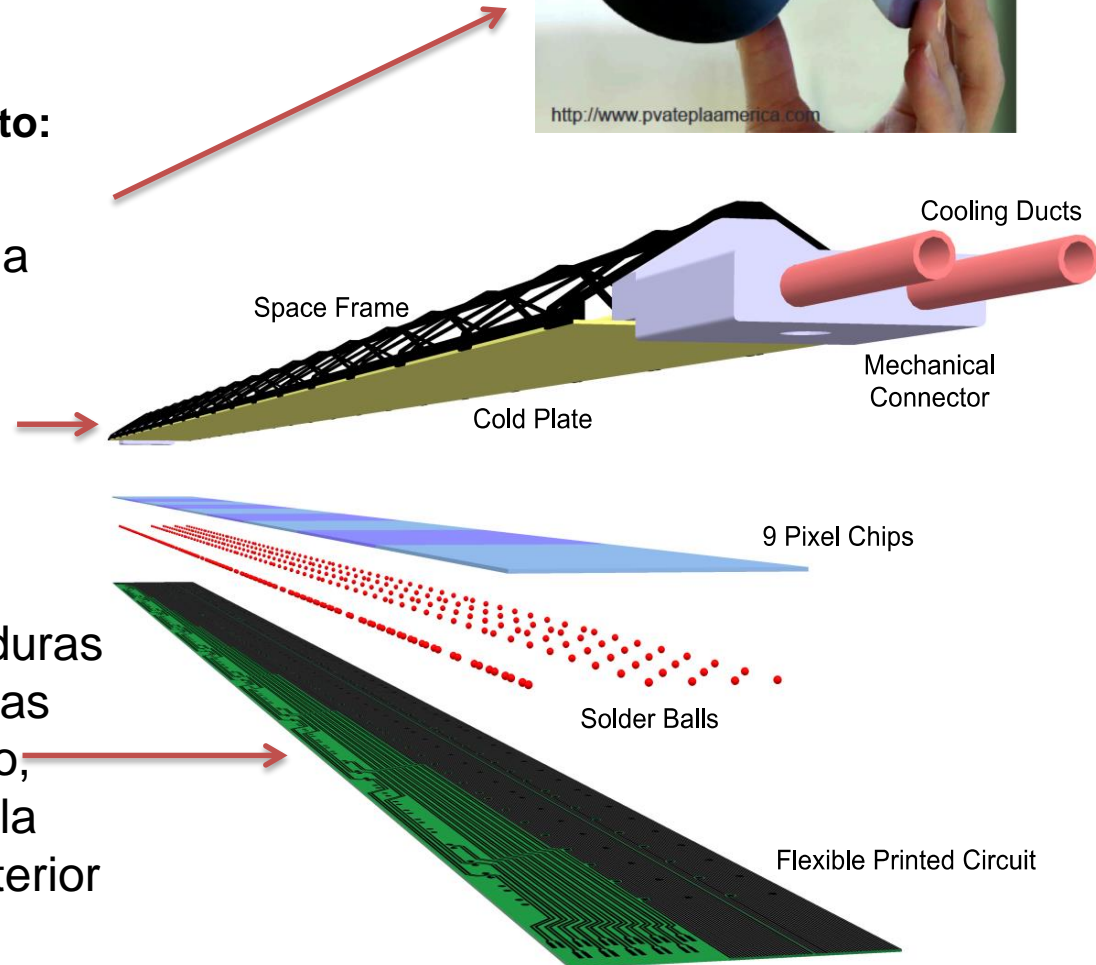 http://www.pvateplaamerica.com
to:
a
Cooling Ducts
Space Frame
Mechanical
Connector
Cold Plate
9 Pixel Chips
duras
as
o,
la
terior
Solder Balls
Flexible Printed Circuit